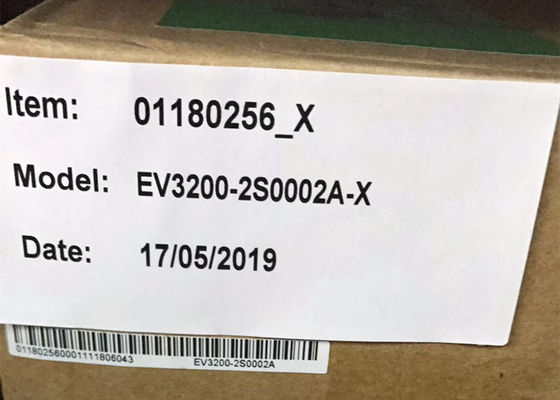 Item: 01180256_X
Model: EV3200-2S0002A-X
Date: 17/05/2019
011802560001111806043 EV3200-2S0002A